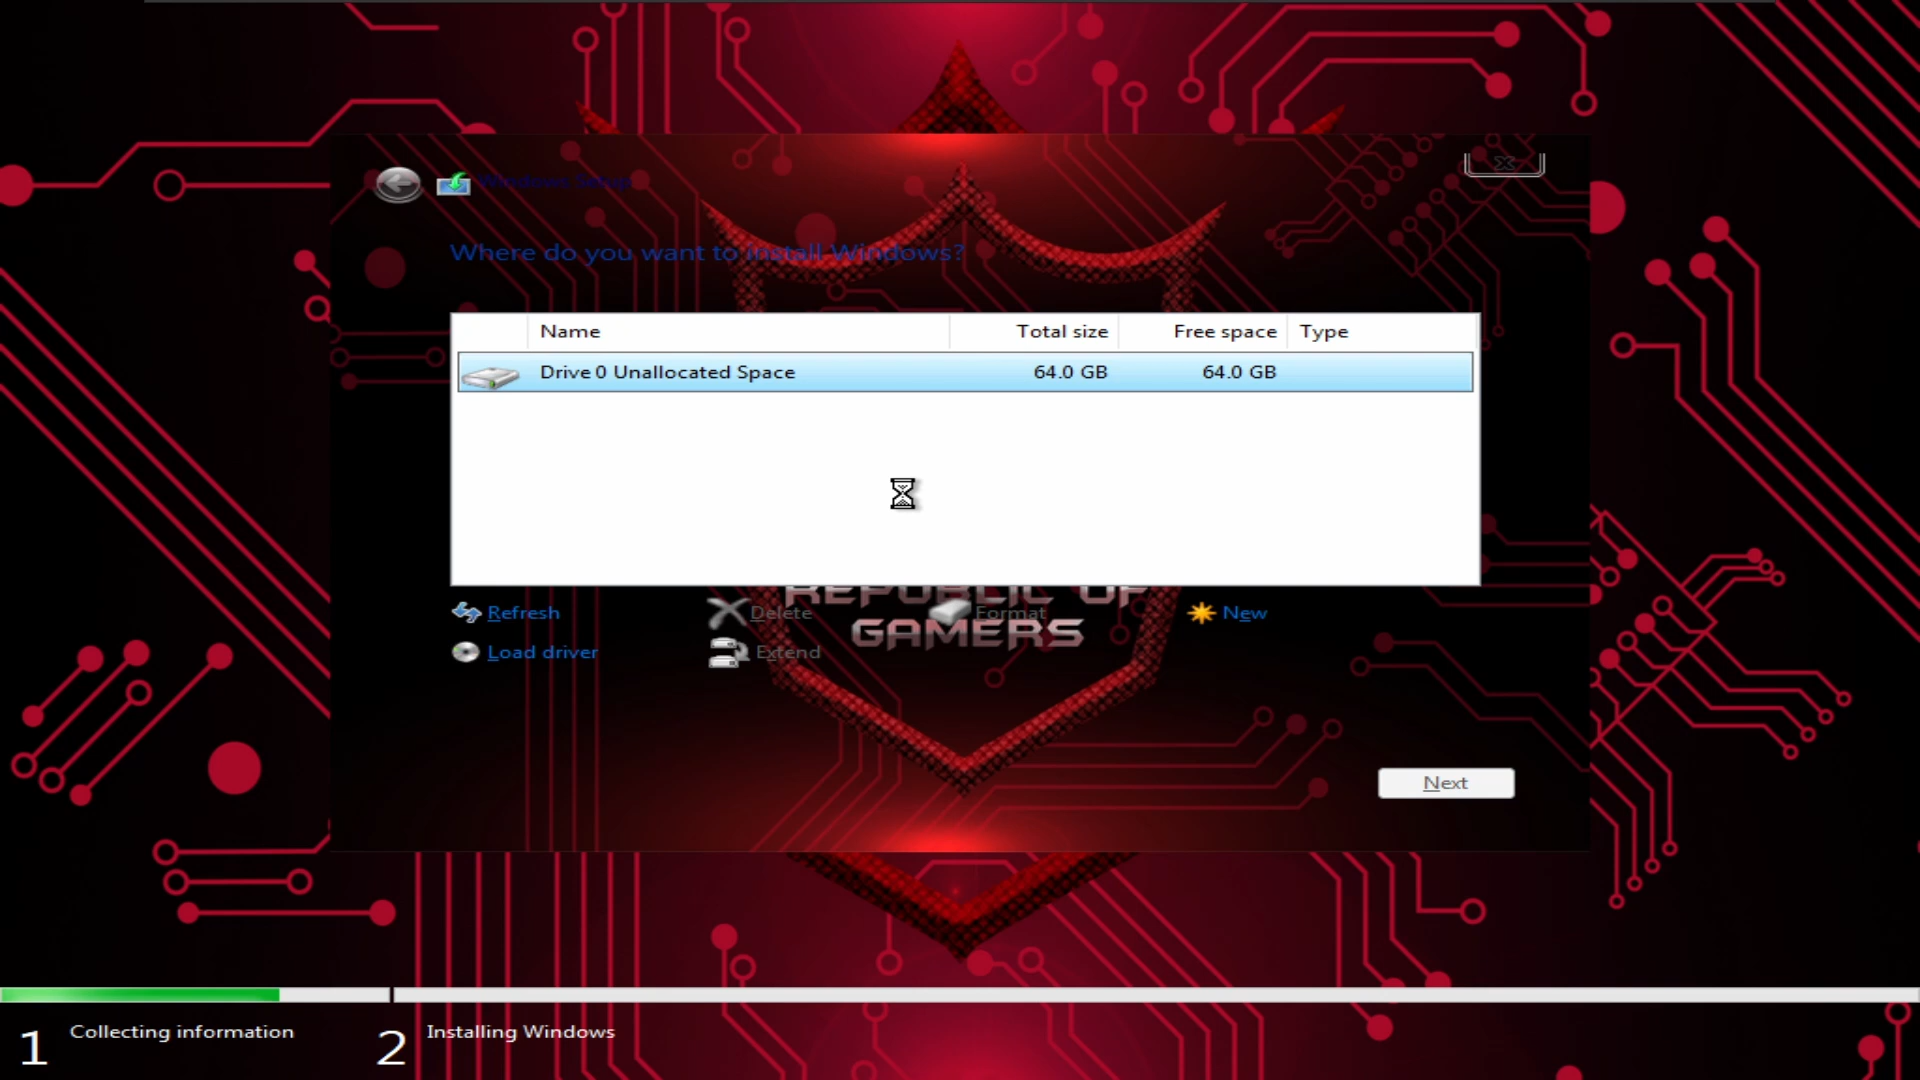 Windows Setup
Where do you want to install Windows?
Name Total size Free space Type
Drive 0 Unallocated Space 64.0 GB 64.0 GB
REPUBLIC OF
GAMERS
Refresh Delete Format New
Load driver Extend
Next
1 Collecting information 2 Installing Windows